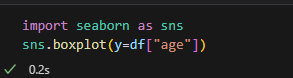 import seaborn as sns
sns.boxplot(y=df["age"])
0.2s